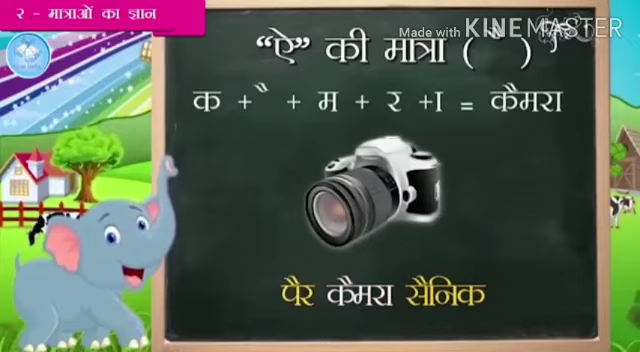 २ - मात्राओं का ज्ञान
Made with KINEMASTER
“ऐ” की मात्रा ( ै )
क + ै + म + र + ा = कैमरा
पैर कैमरा सैनिक